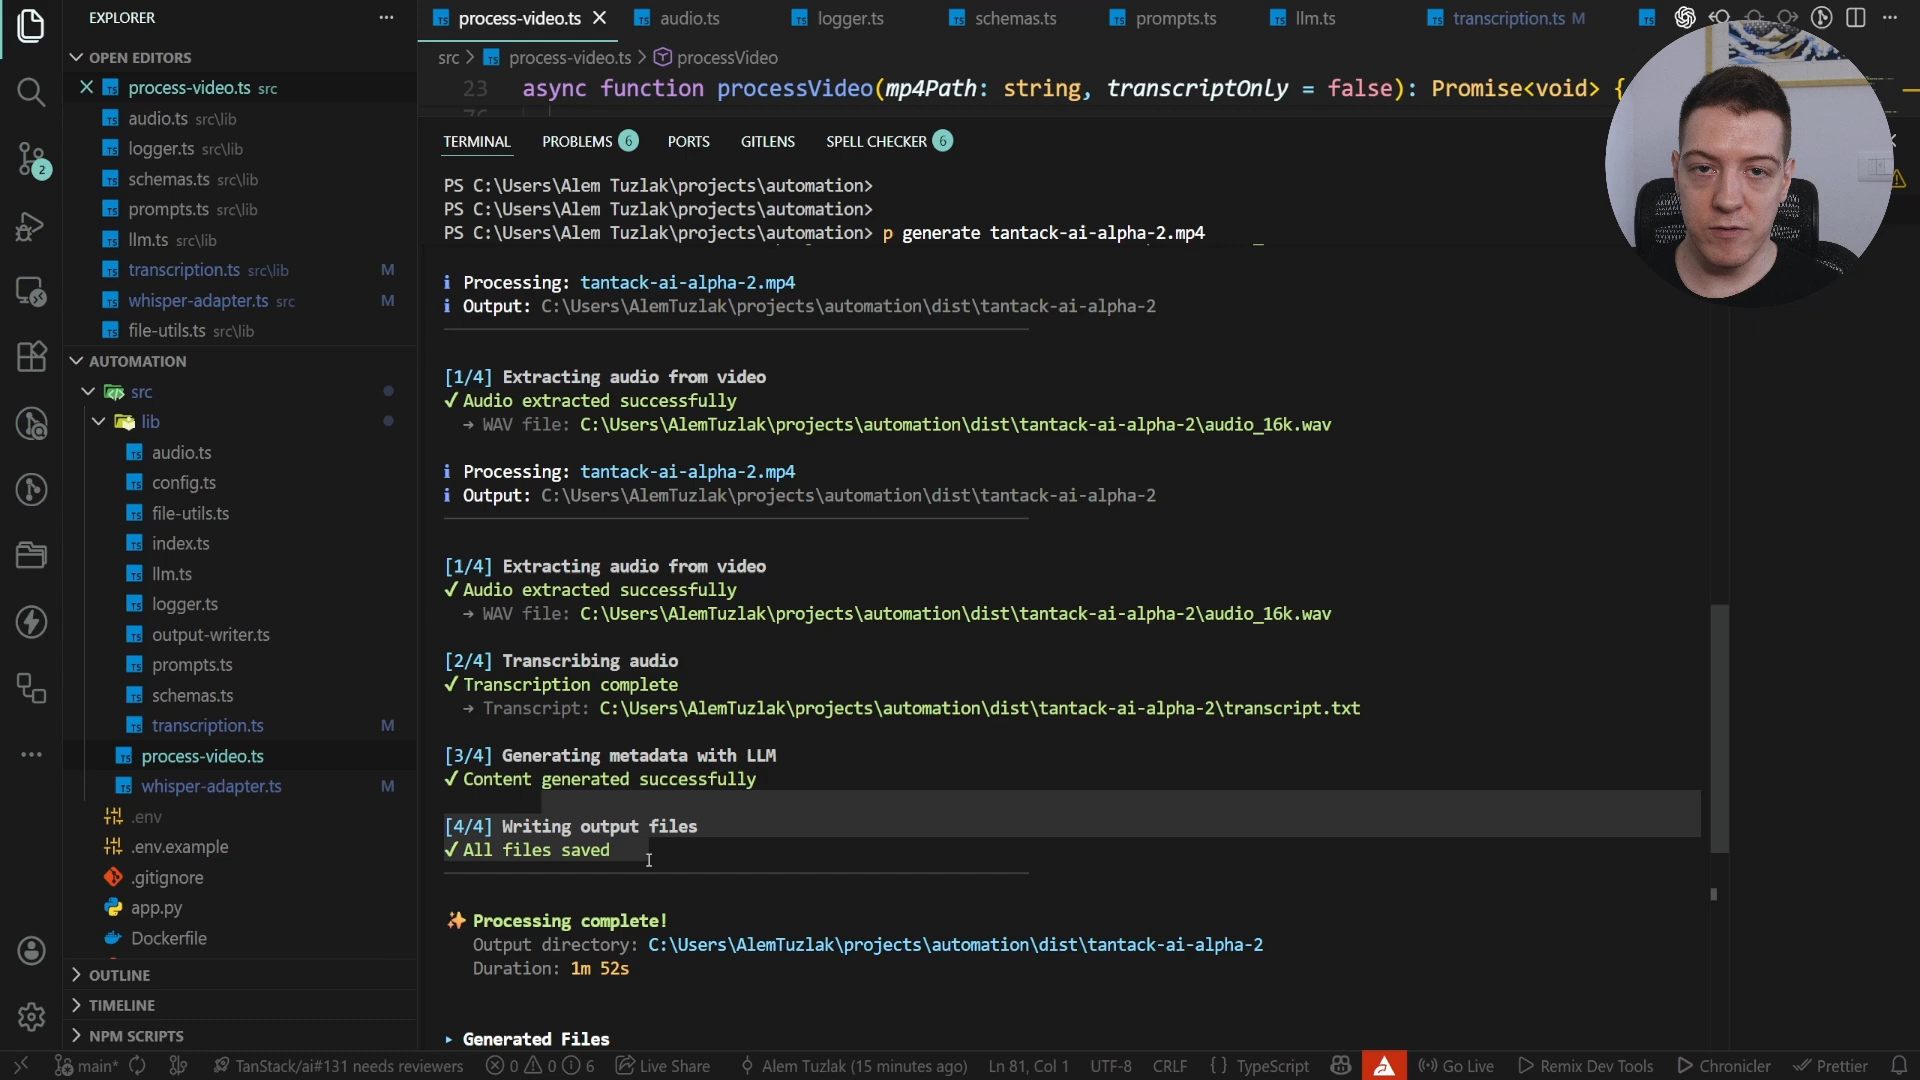 EXPLORER
OPEN EDITORS
process-video.ts src
audio.ts src\lib
logger.ts src\lib
schemas.ts src\lib
prompts.ts src\lib
llm.ts src\lib
transcription.ts src\lib M
whisper-adapter.ts src M
file-utils.ts src\lib
AUTOMATION
src
lib
audio.ts
config.ts
file-utils.ts
index.ts
llm.ts
logger.ts
output-writer.ts
prompts.ts
schemas.ts
transcription.ts M
process-video.ts
whisper-adapter.ts M
.env
.env.example
.gitignore
app.py
Dockerfile
OUTLINE
TIMELINE
NPM SCRIPTS
2
process-video.ts audio.ts logger.ts schemas.ts prompts.ts llm.ts transcription.ts M
src > process-video.ts > processVideo
23 async function processVideo(mp4Path: string, transcriptOnly = false): Promise<void> {
TERMINAL PROBLEMS 6 PORTS GITLENS SPELL CHECKER 6
PS C:\Users\Alem Tuzlak\projects\automation>
PS C:\Users\Alem Tuzlak\projects\automation>
PS C:\Users\Alem Tuzlak\projects\automation> p generate tantack-ai-alpha-2.mp4
i Processing: tantack-ai-alpha-2.mp4
i Output: C:\Users\AlemTuzlak\projects\automation\dist\tantack-ai-alpha-2
[1/4] Extracting audio from video
✓ Audio extracted successfully
→ WAV file: C:\Users\AlemTuzlak\projects\automation\dist\tantack-ai-alpha-2\audio_16k.wav
i Processing: tantack-ai-alpha-2.mp4
i Output: C:\Users\AlemTuzlak\projects\automation\dist\tantack-ai-alpha-2
[1/4] Extracting audio from video
✓ Audio extracted successfully
→ WAV file: C:\Users\AlemTuzlak\projects\automation\dist\tantack-ai-alpha-2\audio_16k.wav
[2/4] Transcribing audio
✓ Transcription complete
→ Transcript: C:\Users\AlemTuzlak\projects\automation\dist\tantack-ai-alpha-2\transcript.txt
[3/4] Generating metadata with LLM
✓ Content generated successfully
[4/4] Writing output files
✓ All files saved
✨ Processing complete!
Output directory: C:\Users\AlemTuzlak\projects\automation\dist\tantack-ai-alpha-2
Duration: 1m 52s
▸ Generated Files
main* TanStack/ai#131 needs reviewers 0 0 6 Live Share Alem Tuzlak (15 minutes ago) Ln 81, Col 1 UTF-8 CRLF {} TypeScript Go Live Remix Dev Tools Chronicler Prettier